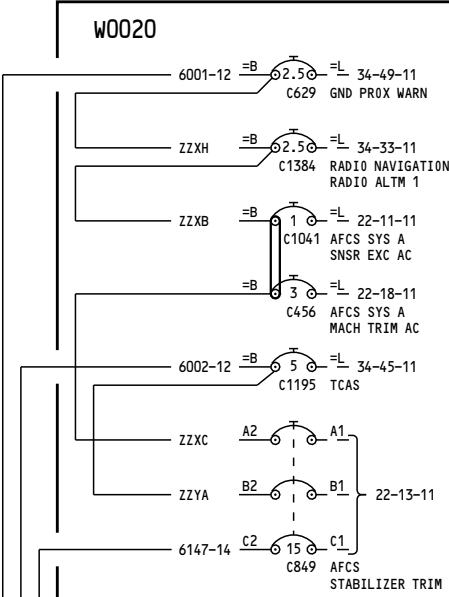 W0020
6001-12 =B 2.5 =L 34-49-11
C629 GND PROX WARN
ZZXH =B 2.5 =L 34-33-11
C1384 RADIO NAVIGATION
RADIO ALTM 1
ZZXB =B 1 =L 22-11-11
C1041 AFCS SYS A
SNSR EXC AC
=B 3 =L 22-18-11
C456 AFCS SYS A
MACH TRIM AC
6002-12 =B 5 =L 34-45-11
C1195 TCAS
ZZXC A2 A1
ZZYA B2 B1 22-13-11
6147-14 C2 15 C1
C849 AFCS
STABILIZER TRIM